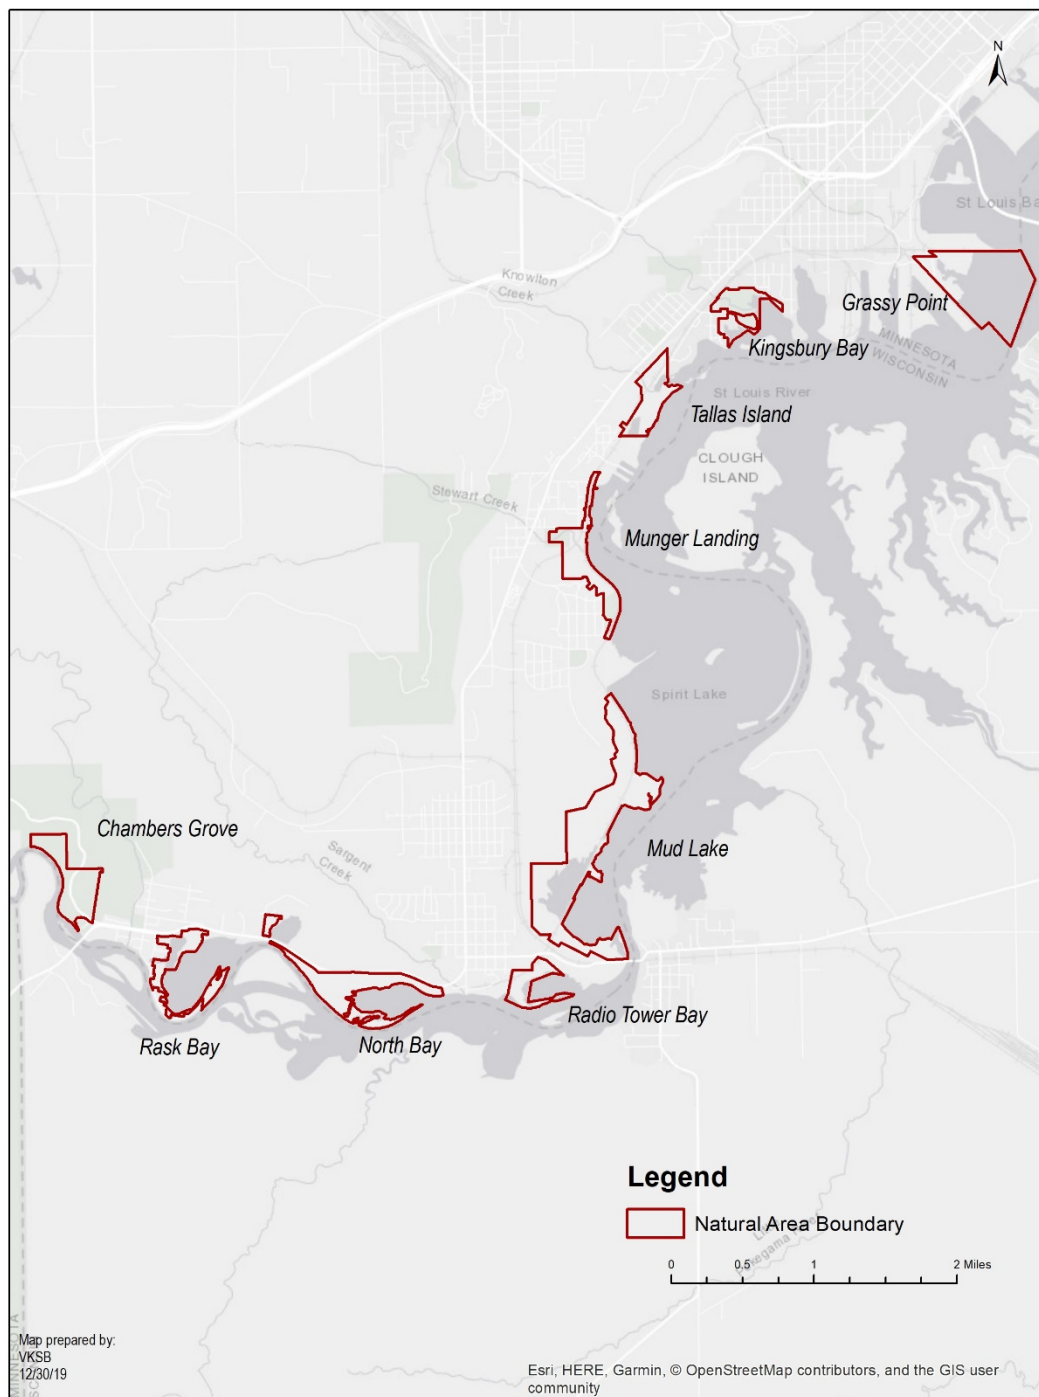 N
St Louis Ba
Knowlton
Creek
Grassy Point
Kingsbury Bay
MINNESOTA
WISCONSIN
St Louis River
Tallas Island
CLOUGH
ISLAND
Stewart Creek
Munger Landing
Spirit Lake
Chambers Grove
Sargent
Creek
Mud Lake
Radio Tower Bay
North Bay
Rask Bay
Legend
Natural Area Boundary
0 0.5 1 2 Miles
MINNESOTA
Map prepared by:
VKSB
12/30/19
Esri, HERE, Garmin, © OpenStreetMap contributors, and the GIS user
community